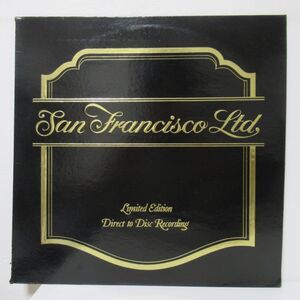 San Francisco Ltd.
Limited Edition
Direct to Disc Recording